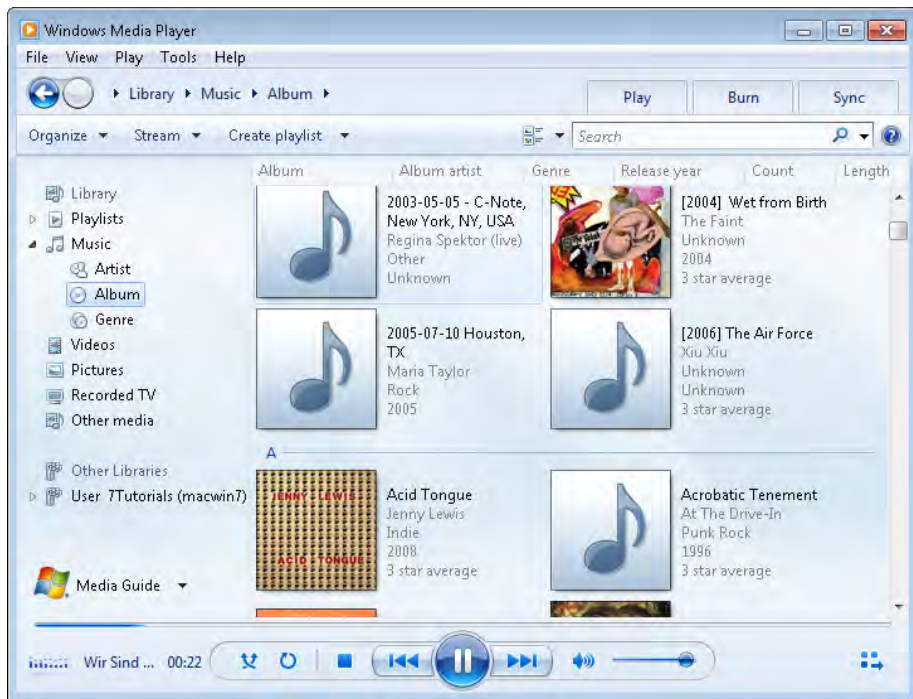 Windows Media Player
File View Play Tools Help
Library Music Album
Play Burn Sync
Organize Stream Create playlist
Search
Album Album artist Genre Release year Count Length
Library
Playlists
Music
Artist
Album
Genre
Videos
Pictures
Recorded TV
Other media
Other Libraries
User 7Tutorials (macwin7)
Media Guide
2003-05-05 - C-Note,
New York, NY, USA
Regina Spektor (live)
Other
Unknown
[2004] Wet from Birth
The Faint
Unknown
2004
3 star average
2005-07-10 Houston,
TX
Maria Taylor
Rock
2005
[2006] The Air Force
Xiu Xiu
Unknown
Unknown
3 star average
A
JENNY LEWIS
ACID TONGUE
Acid Tongue
Jenny Lewis
Indie
2008
3 star average
Acrobatic Tenement
At The Drive-In
Punk Rock
1996
3 star average
Wir Sind ... 00:22